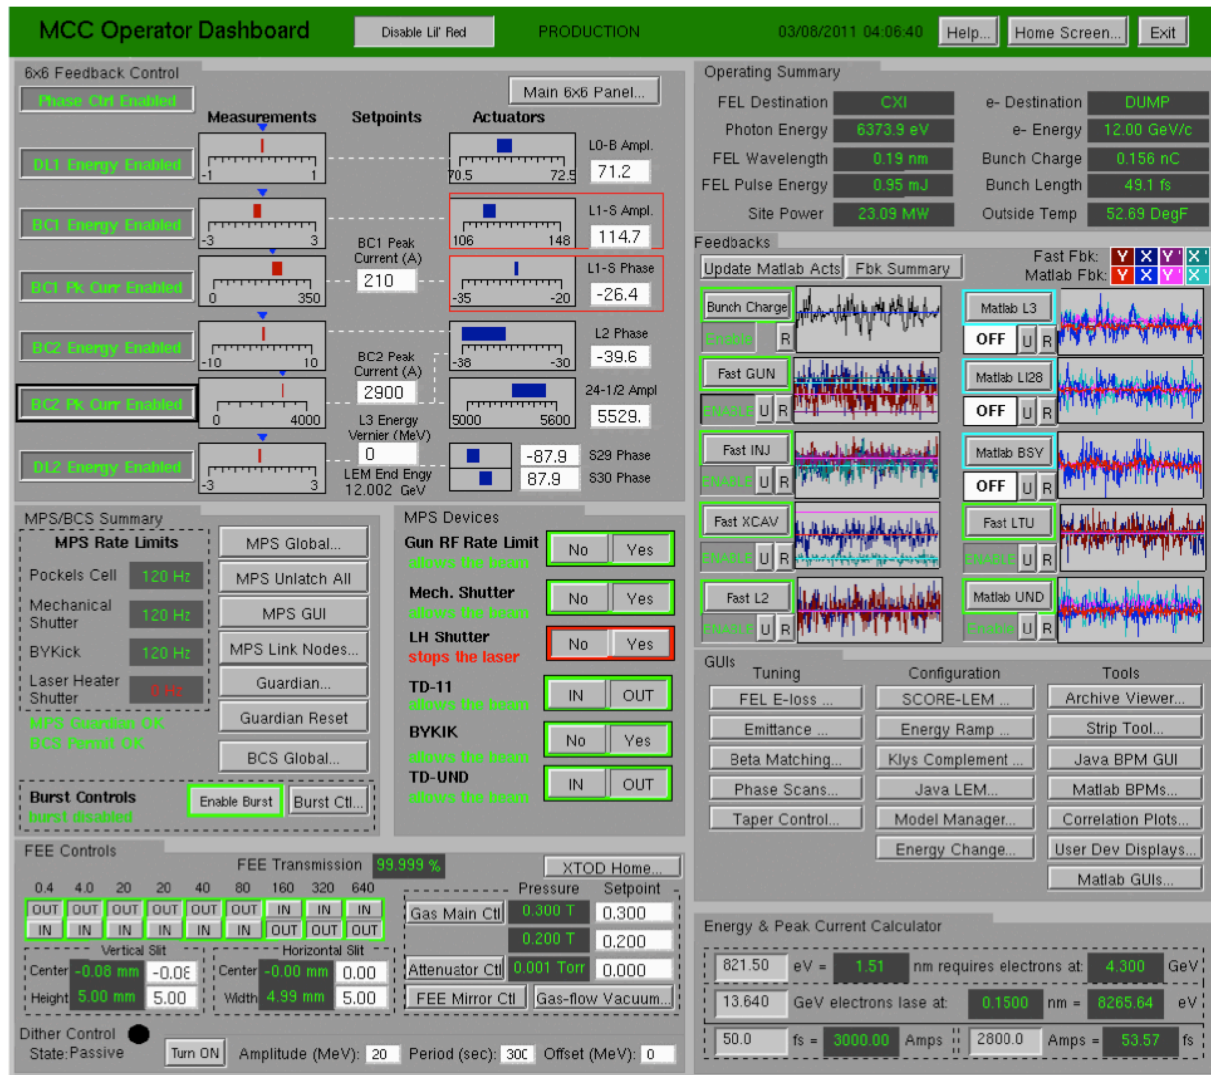 MCC Operator Dashboard Disable Lil' Red PRODUCTION 03/08/2011 04:06:40 Help... Home Screen... Exit
6x6 Feedback Control
Phase Ctrl Enabled Main 6x6 Panel...
Measurements Setpoints Actuators
DL1 Energy Enabled -1 1 70.5 72.5 L0-B Ampl. 71.2
BC1 Energy Enabled -3 3 106 148 L1-S Ampl. 114.7
BC1 Peak Current (A)
BC1 Pk Curr Enabled 0 350 210 -35 -20 L1-S Phase -26.4
BC2 Energy Enabled -10 10 -38 -30 L2 Phase -39.6
BC2 Peak Current (A)
BC2 Pk Curr Enabled 0 4000 2900 5000 5600 24-1/2 Ampl 5529.
L3 Energy Vernier (MeV)
DL2 Energy Enabled -3 3 0 -87.9 S29 Phase
LEM End Engy 87.9 S30 Phase
12.002 GeV
Operating Summary
FEL Destination CXI e- Destination DUMP
Photon Energy 6373.9 eV e- Energy 12.00 GeV/c
FEL Wavelength 0.19 nm Bunch Charge 0.156 nC
FEL Pulse Energy 0.95 mJ Bunch Length 49.1 fs
Site Power 23.09 MW Outside Temp 52.69 DegF
Feedbacks
Update Matlab Acts Fbk Summary
Fast Fbk: Y X Y' X'
Matlab Fbk: Y X Y' X'
Bunch Charge Matlab L3
Enable R OFF U R
Fast GUN Matlab LI28
ENABLE U R OFF U R
Fast INJ Matlab BSY
ENABLE U R OFF U R
Fast XCAV Fast LTU
ENABLE U R ENABLE U R
Fast L2 Matlab UND
ENABLE U R Enable U R
MPS/BCS Summary
MPS Rate Limits
Pockels Cell 120 Hz
Mechanical Shutter 120 Hz
BYKick 120 Hz
Laser Heater Shutter 0 Hz
MPS Guardian OK
BCS Permit OK
MPS Global...
MPS Unlatch All
MPS GUI
MPS Link Nodes...
Guardian...
Guardian Reset
BCS Global...
Burst Controls
burst disabled
Enable Burst Burst Ctl...
MPS Devices
Gun RF Rate Limit No Yes
allows the beam
Mech. Shutter No Yes
allows the beam
LH Shutter No Yes
stops the laser
TD-11 IN OUT
allows the beam
BYKIK No Yes
allows the beam
TD-UND IN OUT
allows the beam
GUIs
Tuning Configuration Tools
FEL E-loss ... SCORE-LEM ... Archive Viewer...
Emittance ... Energy Ramp ... Strip Tool...
Beta Matching... Klys Complement ... Java BPM GUI
Phase Scans... Java LEM... Matlab BPMs...
Taper Control... Model Manager... Correlation Plots...
Energy Change... User Dev Displays...
Matlab GUIs...
FEE Controls
FEE Transmission 99.999 % XTOD Home...
0.4 4.0 20 20 40 80 160 320 640
OUT OUT OUT OUT OUT OUT IN IN IN
IN IN IN IN IN IN OUT OUT OUT
Vertical Slit Horizontal Slit
Center -0.08 mm -0.08 Center -0.00 mm 0.00
Height 5.00 mm 5.00 Width 4.99 mm 5.00
Pressure Setpoint
Gas Main Ctl 0.300 T 0.300
0.200 T 0.200
Attenuator Ctl 0.001 Torr 0.000
FEE Mirror Ctl Gas-flow Vacuum...
Dither Control
State: Passive Turn ON Amplitude (MeV): 20 Period (sec): 300 Offset (MeV): 0
Energy & Peak Current Calculator
821.50 eV = 1.51 nm requires electrons at: 4.300 GeV
13.640 GeV electrons lase at: 0.1500 nm = 8265.64 eV
50.0 fs = 3000.00 Amps 2800.0 Amps = 53.57 fs